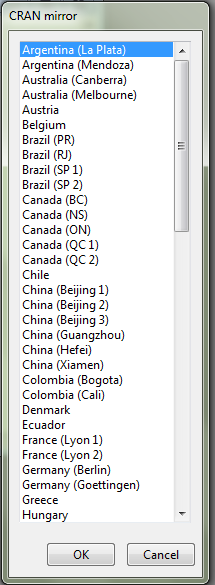 CRAN mirror
Argentina (La Plata)
Argentina (Mendoza)
Australia (Canberra)
Australia (Melbourne)
Austria
Belgium
Brazil (PR)
Brazil (RJ)
Brazil (SP 1)
Brazil (SP 2)
Canada (BC)
Canada (NS)
Canada (ON)
Canada (QC 1)
Canada (QC 2)
Chile
China (Beijing 1)
China (Beijing 2)
China (Beijing 3)
China (Guangzhou)
China (Hefei)
China (Xiamen)
Colombia (Bogota)
Colombia (Cali)
Denmark
Ecuador
France (Lyon 1)
France (Lyon 2)
Germany (Berlin)
Germany (Goettingen)
Greece
Hungary
OK
Cancel